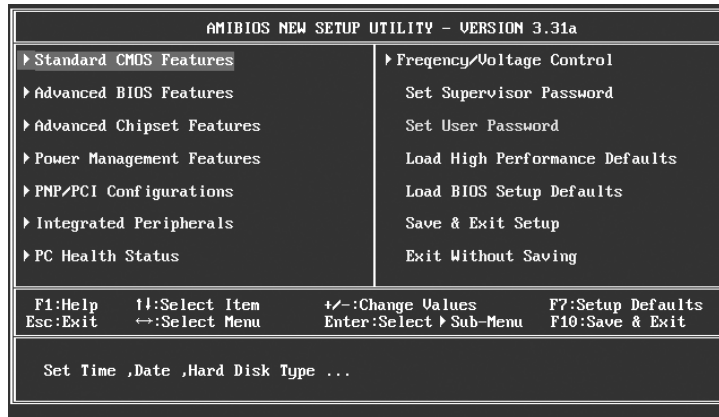 AMIBIOS NEW SETUP UTILITY - VERSION 3.31a
Standard CMOS Features
Advanced BIOS Features
Advanced Chipset Features
Power Management Features
PNP/PCI Configurations
Integrated Peripherals
PC Health Status
Freqency/Voltage Control
Set Supervisor Password
Set User Password
Load High Performance Defaults
Load BIOS Setup Defaults
Save & Exit Setup
Exit Without Saving
F1:Help ↑↓:Select Item +/-:Change Values F7:Setup Defaults
Esc:Exit ↔:Select Menu Enter:Select ▶ Sub-Menu F10:Save & Exit
Set Time ,Date ,Hard Disk Type ...